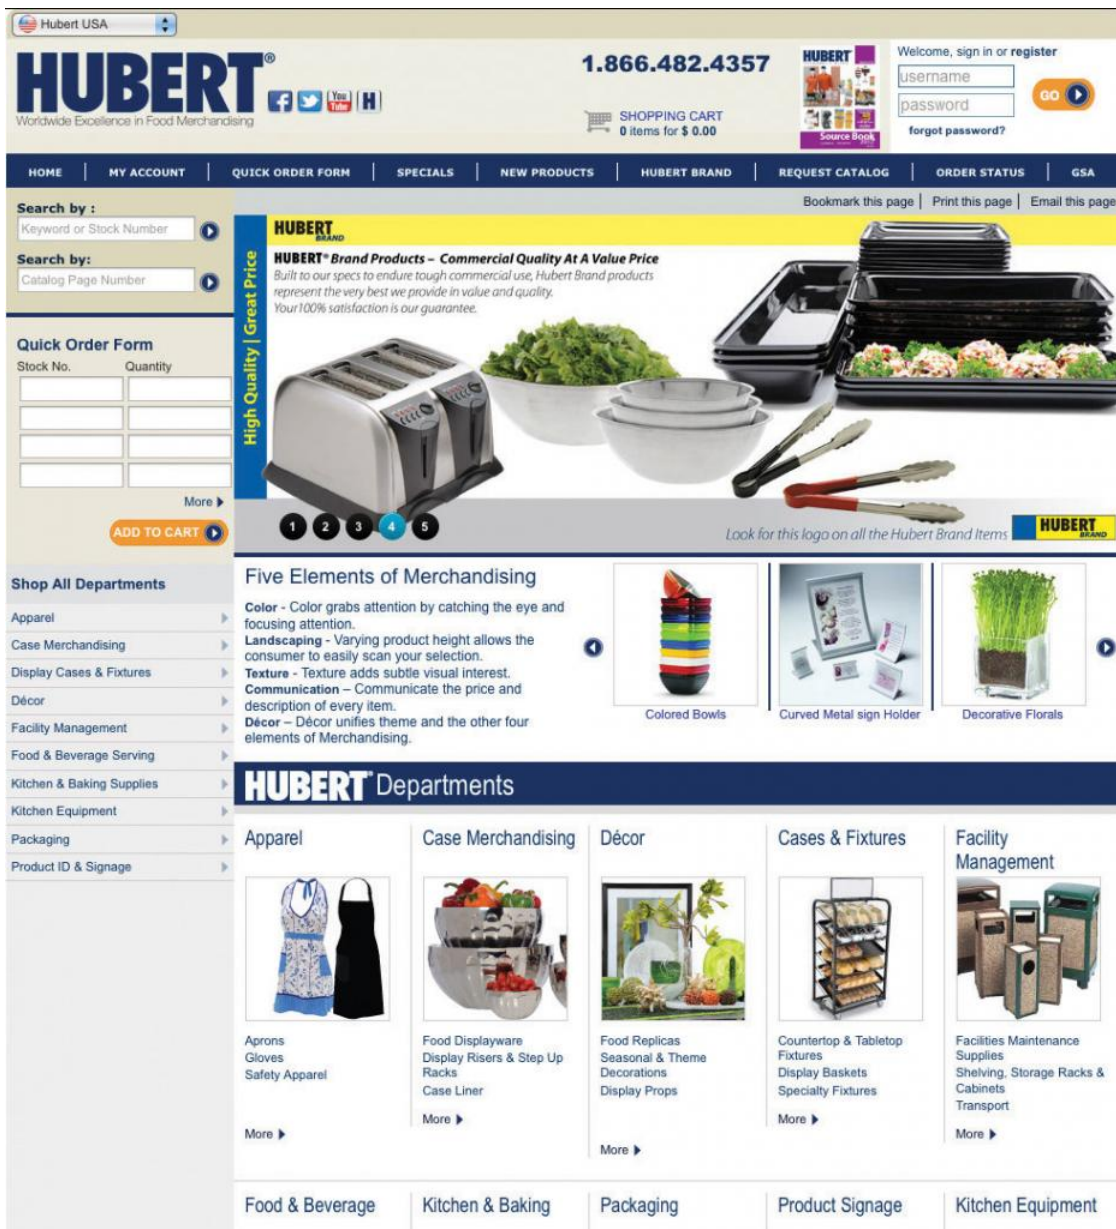 Hubert USA
HUBERT®
Worldwide Excellence in Food Merchandising
You
Tube
H
1.866.482.4357
SHOPPING CART
0 items for $ 0.00
HUBERT
Source Book
Welcome, sign in or register
username
password
GO
forgot password?
HOME
MY ACCOUNT
QUICK ORDER FORM
SPECIALS
NEW PRODUCTS
HUBERT BRAND
REQUEST CATALOG
ORDER STATUS
GSA
Bookmark this page | Print this page | Email this page
Search by :
Keyword or Stock Number
Search by:
Catalog Page Number
Quick Order Form
Stock No. Quantity
More
ADD TO CART
High Quality | Great Price
HUBERT
BRAND
HUBERT® Brand Products – Commercial Quality At A Value Price
Built to our specs to endure tough commercial use, Hubert Brand products
represent the very best we provide in value and quality.
Your100% satisfaction is our guarantee.
1 2 3 4 5
Look for this logo on all the Hubert Brand Items
HUBERT
BRAND
Shop All Departments
Apparel
Case Merchandising
Display Cases & Fixtures
Décor
Facility Management
Food & Beverage Serving
Kitchen & Baking Supplies
Kitchen Equipment
Packaging
Product ID & Signage
Five Elements of Merchandising
Color - Color grabs attention by catching the eye and
focusing attention.
Landscaping - Varying product height allows the
consumer to easily scan your selection.
Texture - Texture adds subtle visual interest.
Communication – Communicate the price and
description of every item.
Décor – Décor unifies theme and the other four
elements of Merchandising.
Colored Bowls
Curved Metal sign Holder
Decorative Florals
HUBERT® Departments
Apparel
Aprons
Gloves
Safety Apparel
More
Case Merchandising
Food Displayware
Display Risers & Step Up
Racks
Case Liner
More
Décor
Food Replicas
Seasonal & Theme
Decorations
Display Props
More
Cases & Fixtures
Countertop & Tabletop
Fixtures
Display Baskets
Specialty Fixtures
More
Facility
Management
Facilities Maintenance
Supplies
Shelving, Storage Racks &
Cabinets
Transport
More
Food & Beverage
Kitchen & Baking
Packaging
Product Signage
Kitchen Equipment